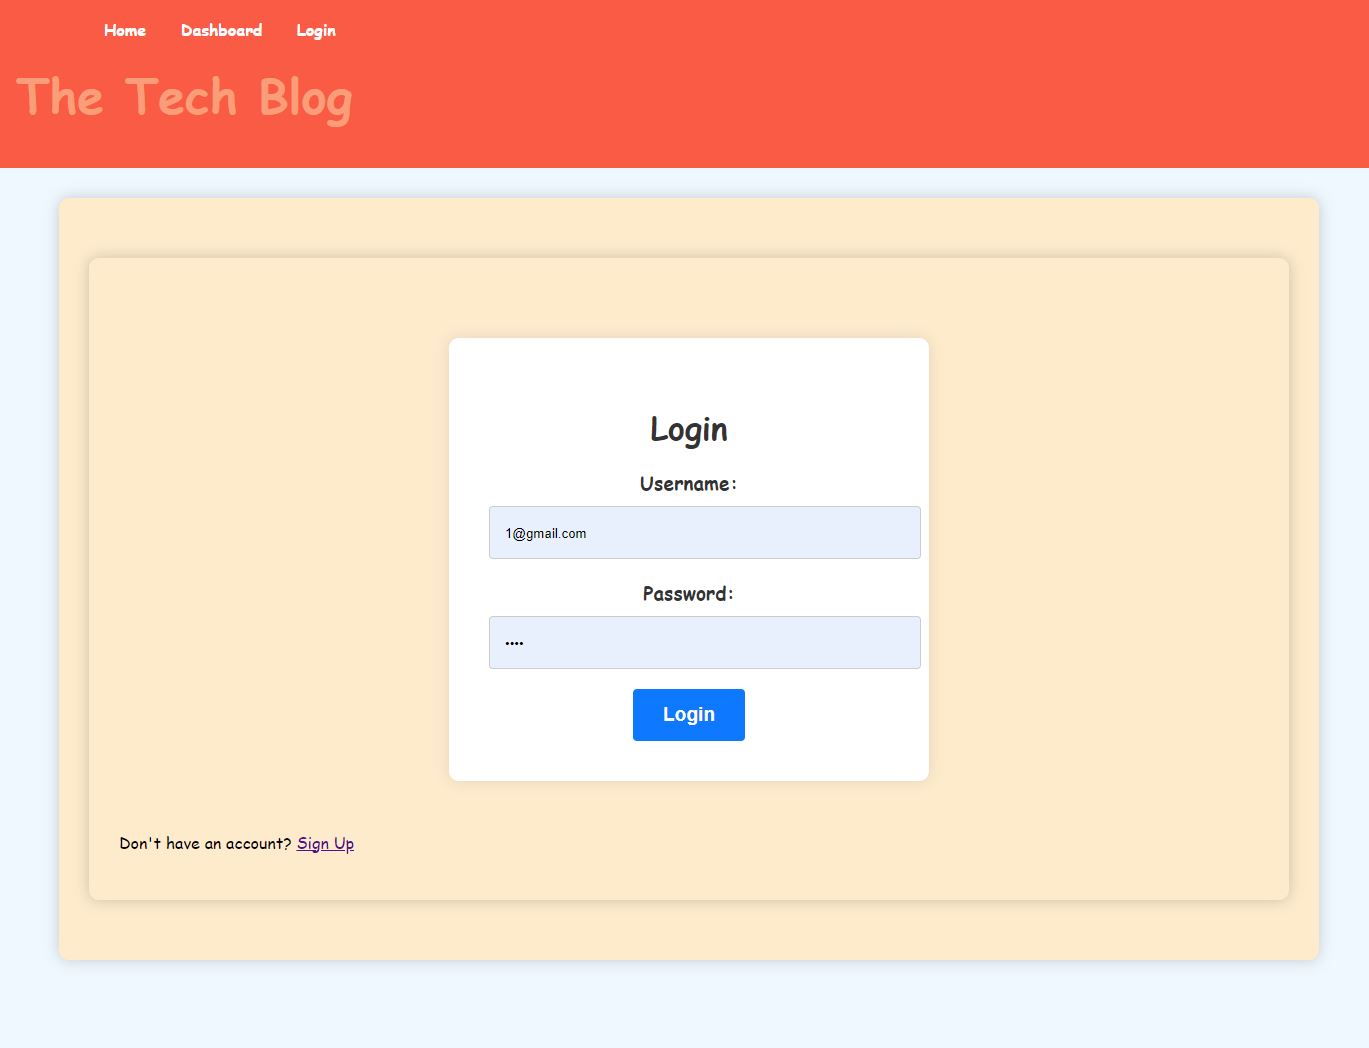 Home Dashboard Login
The Tech Blog
Login
Username:
1@gmail.com
Password:
••••
Login
Don't have an account? Sign Up